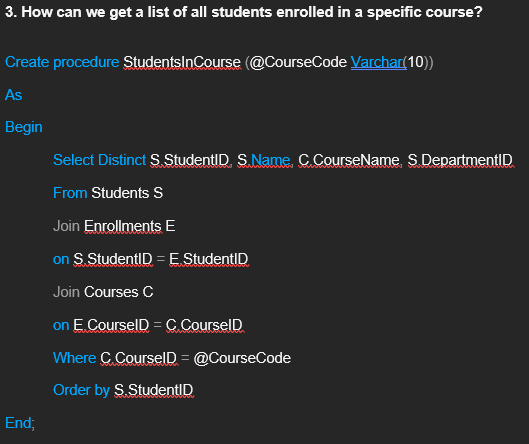 3. How can we get a list of all students enrolled in a specific course?
Create procedure StudentsInCourse (@CourseCode Varchar(10))
As
Begin
Select Distinct S.StudentID, S.Name, C.CourseName, S.DepartmentID
From Students S
Join Enrollments E
on S.StudentID = E.StudentID
Join Courses C
on E.CourseID = C.CourseID
Where C.CourseID = @CourseCode
Order by S.StudentID
End;